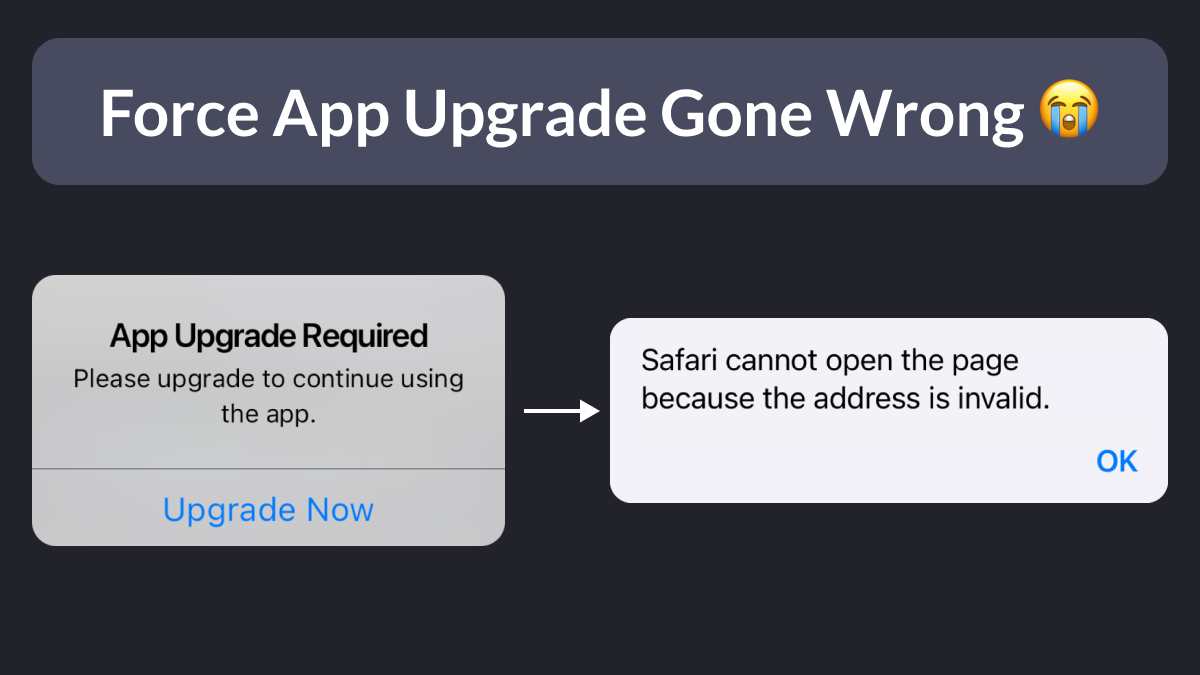 Force App Upgrade Gone Wrong 😭
App Upgrade Required
Please upgrade to continue using
the app.
Upgrade Now
Safari cannot open the page
because the address is invalid.
OK